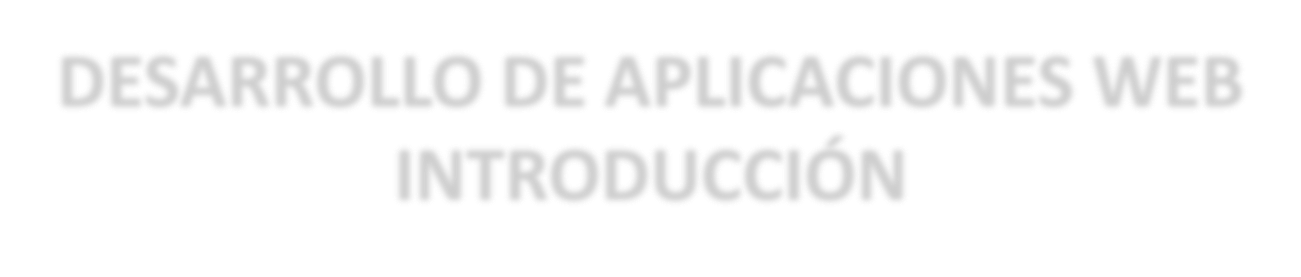 DESARROLLO DE APLICACIONES WEB
INTRODUCCIÓN